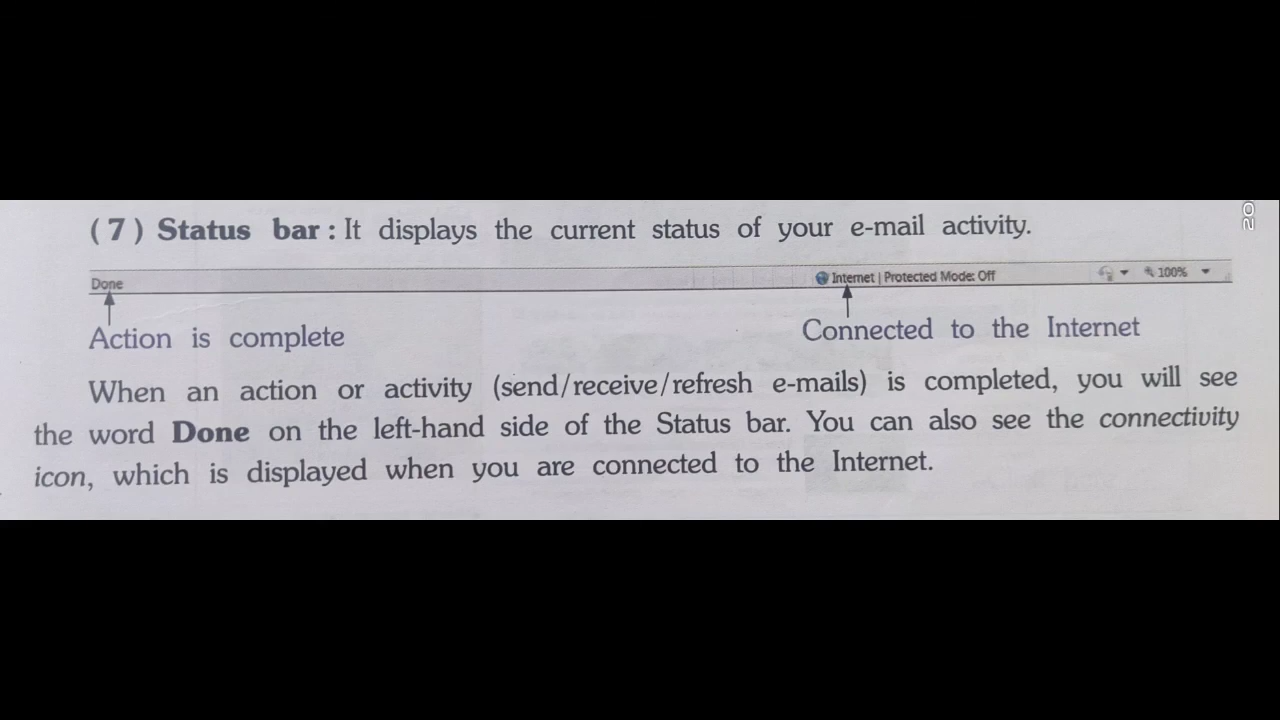 ( 7 ) Status bar : It displays the current status of your e-mail activity.
20
Done Internet | Protected Mode: Off 100%
Action is complete Connected to the Internet
When an action or activity (send/receive/refresh e-mails) is completed, you will see
the word Done on the left-hand side of the Status bar. You can also see the connectivity
icon, which is displayed when you are connected to the Internet.